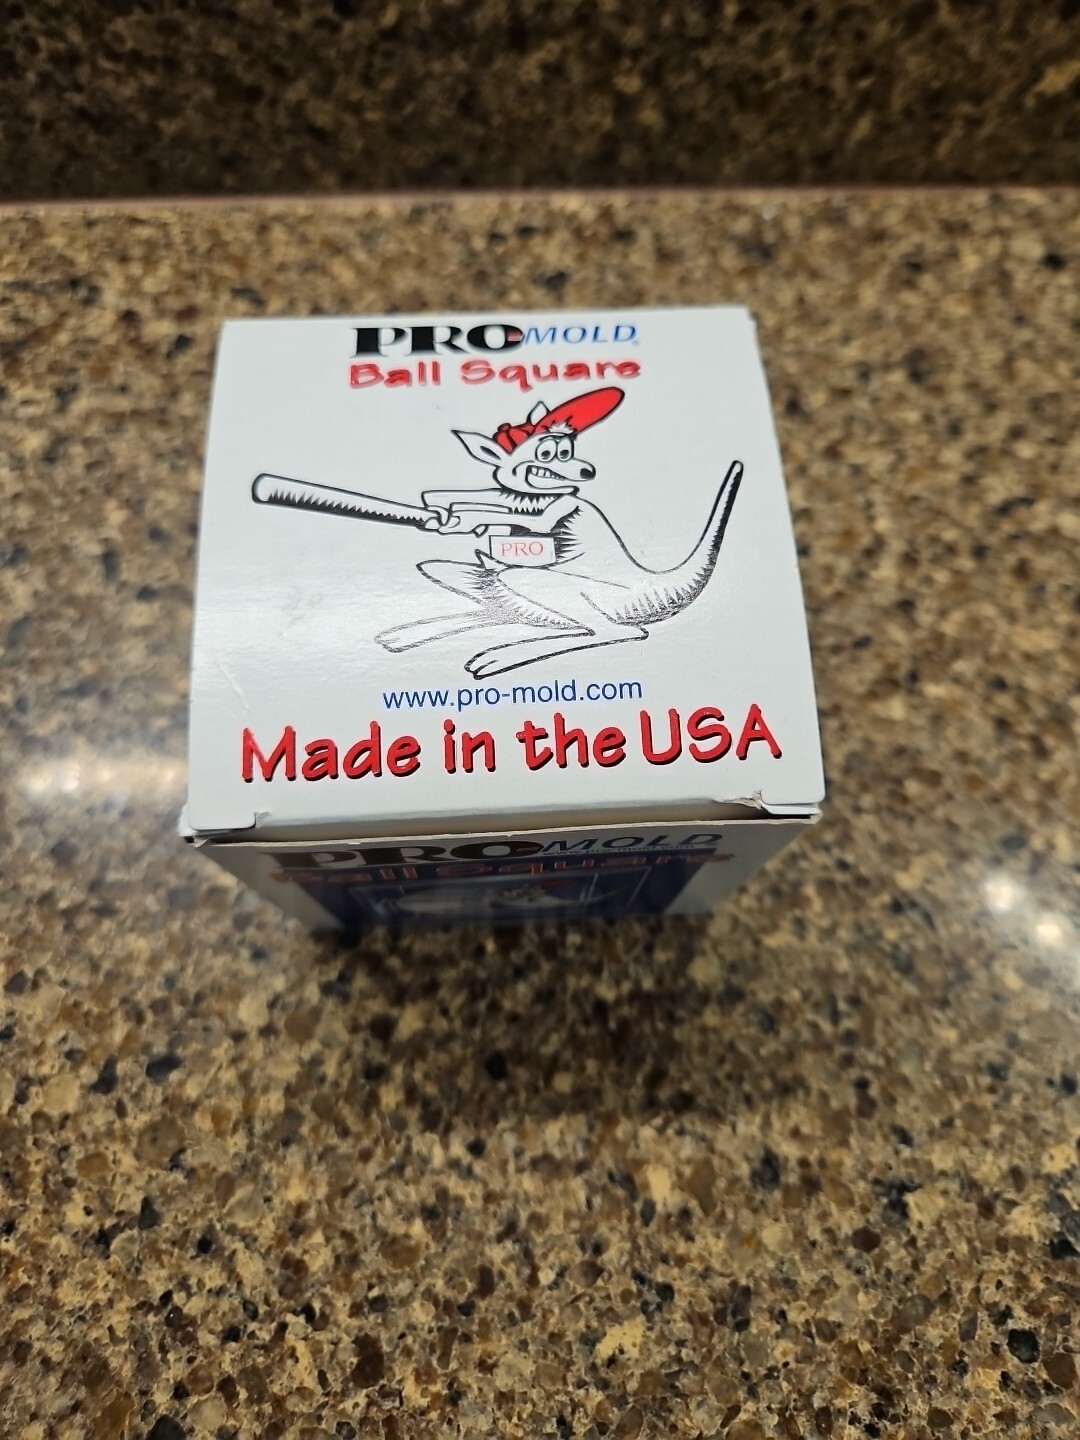 PRO-MOLD
Ball Square
PRO
www.pro-mold.com
Made in the USA
PRO MOLD
Ball Square